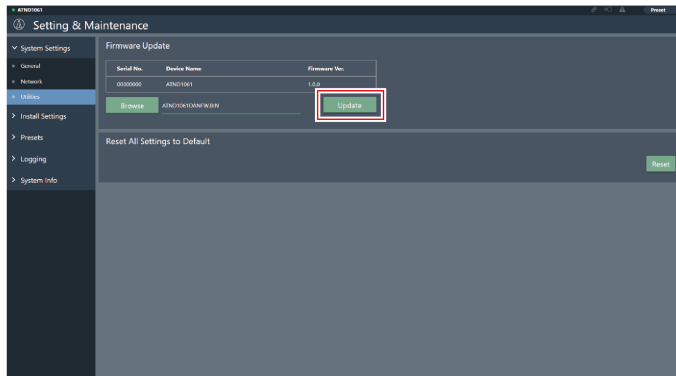 ATND1061
Preset
Setting & Maintenance
System Settings
General
Network
Utilities
Install Settings
Presets
Logging
System Info
Firmware Update
Serial No. Device Name Firmware Ver.
00000000 ATND1061 1.0.0
Browse ATND1061DANFW.BIN Update
Reset All Settings to Default
Reset